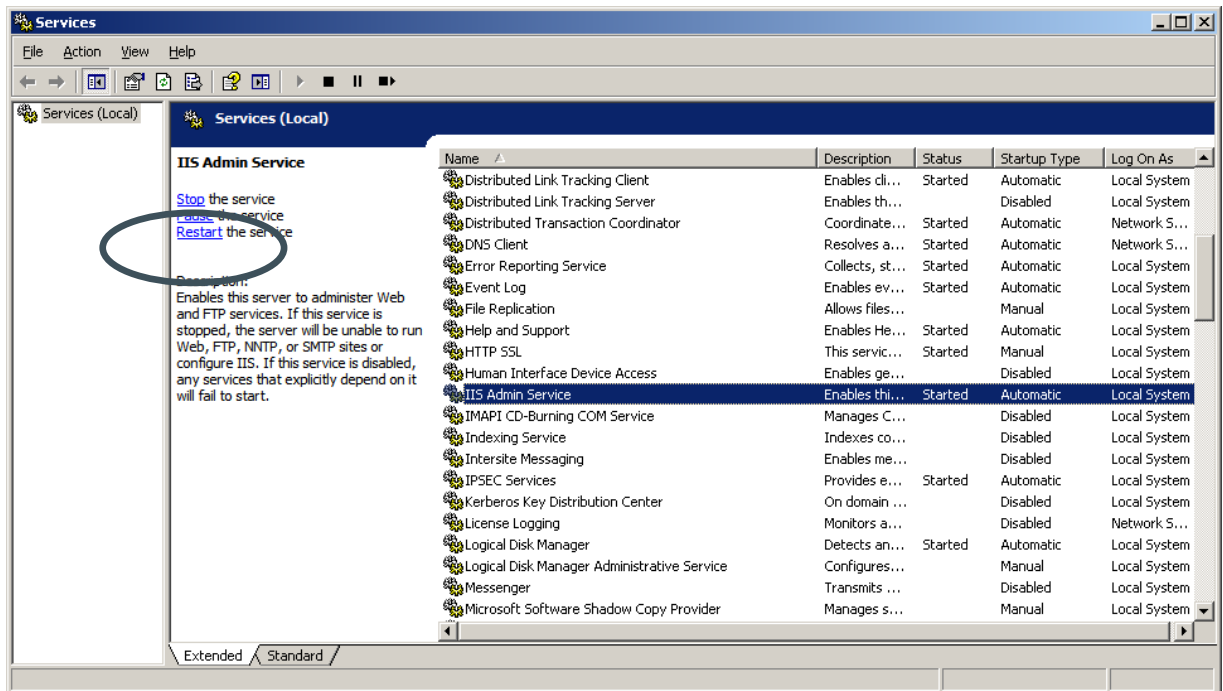 Services
File Action View Help
Services (Local)
Services (Local)
IIS Admin Service
Stop the service
Pause the service
Restart the service
Description:
Enables this server to administer Web
and FTP services. If this service is
stopped, the server will be unable to run
Web, FTP, NNTP, or SMTP sites or
configure IIS. If this service is disabled,
any services that explicitly depend on it
will fail to start.
Name Description Status Startup Type Log On As
Distributed Link Tracking Client Enables cli... Started Automatic Local System
Distributed Link Tracking Server Enables th... Disabled Local System
Distributed Transaction Coordinator Coordinate... Started Automatic Network S...
DNS Client Resolves a... Started Automatic Network S...
Error Reporting Service Collects, st... Started Automatic Local System
Event Log Enables ev... Started Automatic Local System
File Replication Allows files... Manual Local System
Help and Support Enables He... Started Automatic Local System
HTTP SSL This servic... Started Manual Local System
Human Interface Device Access Enables ge... Disabled Local System
IIS Admin Service Enables thi... Started Automatic Local System
IMAPI CD-Burning COM Service Manages C... Disabled Local System
Indexing Service Indexes co... Disabled Local System
Intersite Messaging Enables me... Disabled Local System
IPSEC Services Provides e... Started Automatic Local System
Kerberos Key Distribution Center On domain ... Disabled Local System
License Logging Monitors a... Disabled Network S...
Logical Disk Manager Detects an... Started Automatic Local System
Logical Disk Manager Administrative Service Configures... Manual Local System
Messenger Transmits ... Disabled Local System
Microsoft Software Shadow Copy Provider Manages s... Manual Local System
Extended Standard